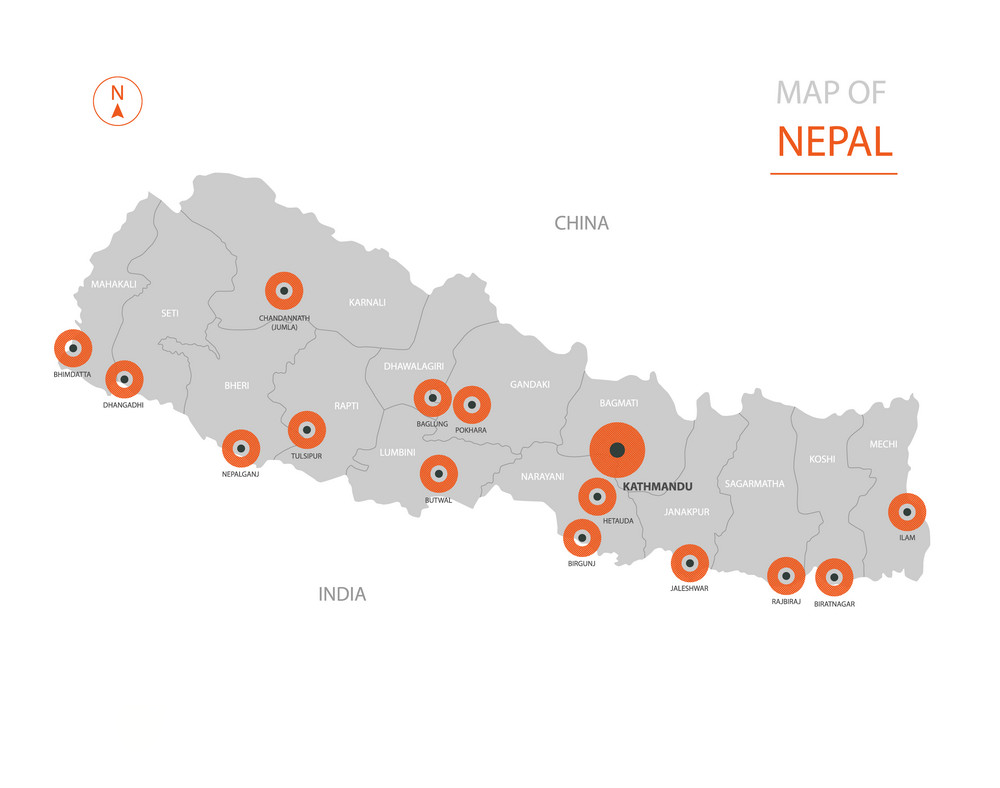 N
MAP OF
NEPAL
CHINA
MAHAKALI
SETI
KARNALI
CHANDANNATH
(JUMLA)
BHIMDATTA
DHANGADHI
BHERI
DHAWALAGIRI
GANDAKI
RAPTI
BAGMATI
BAGLUNG
POKHARA
MECHI
TULSIPUR
LUMBINI
KOSHI
NEPALGANJ
NARAYANI
KATHMANDU
SAGARMATHA
BUTWAL
JANAKPUR
HETAUDA
ILAM
BIRGUNJ
JALESHWAR
INDIA
RAJBIRAJ
BIRATNAGAR